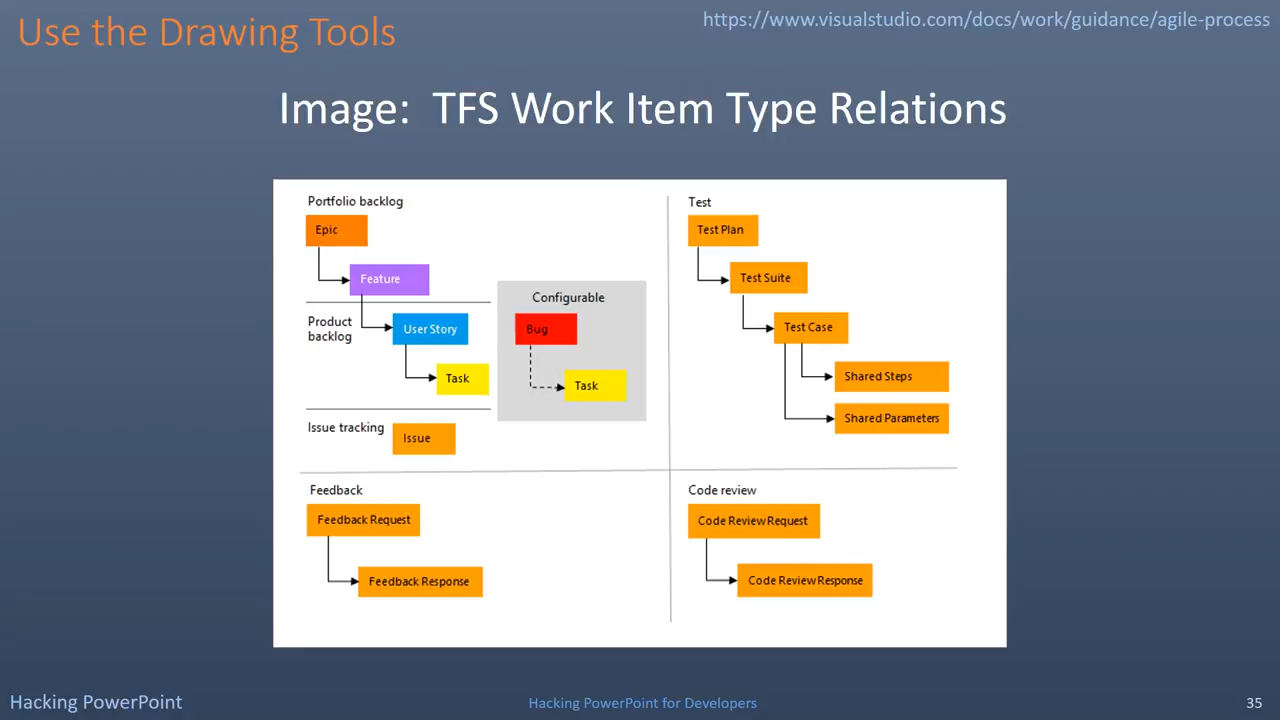 Use the Drawing Tools
https://www.visualstudio.com/docs/work/guidance/agile-process
Image:  TFS Work Item Type Relations
Portfolio backlog
Epic
Feature
Product
backlog
User Story
Task
Configurable
Bug
Task
Issue tracking
Issue
Test
Test Plan
Test Suite
Test Case
Shared Steps
Shared Parameters
Feedback
Feedback Request
Feedback Response
Code review
Code Review Request
Code Review Response
Hacking PowerPoint
Hacking PowerPoint for Developers
35